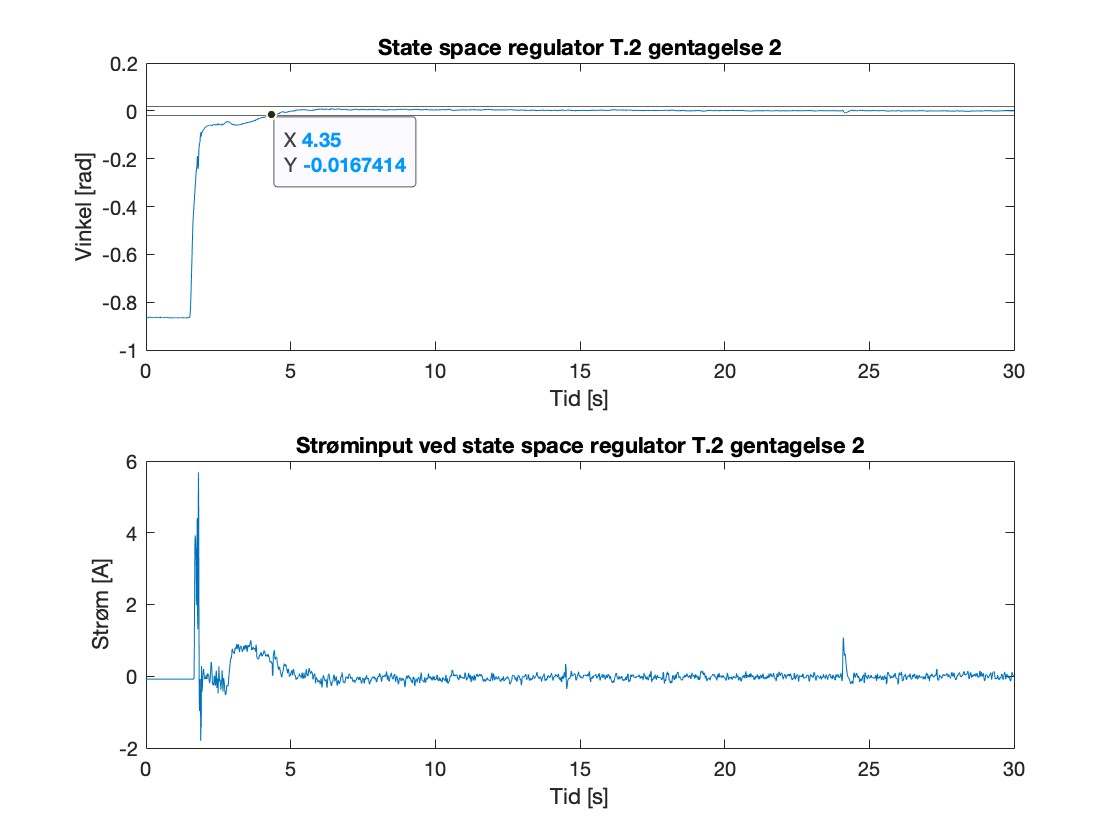 State space regulator T.2 gentagelse 2
0.2
0
-0.2
-0.4
-0.6
-0.8
-1
Vinkel [rad]
X 4.35
Y -0.0167414
0 5 10 15 20 25 30
Tid [s]
Strøminput ved state space regulator T.2 gentagelse 2
6
4
2
0
-2
Strøm [A]
0 5 10 15 20 25 30
Tid [s]